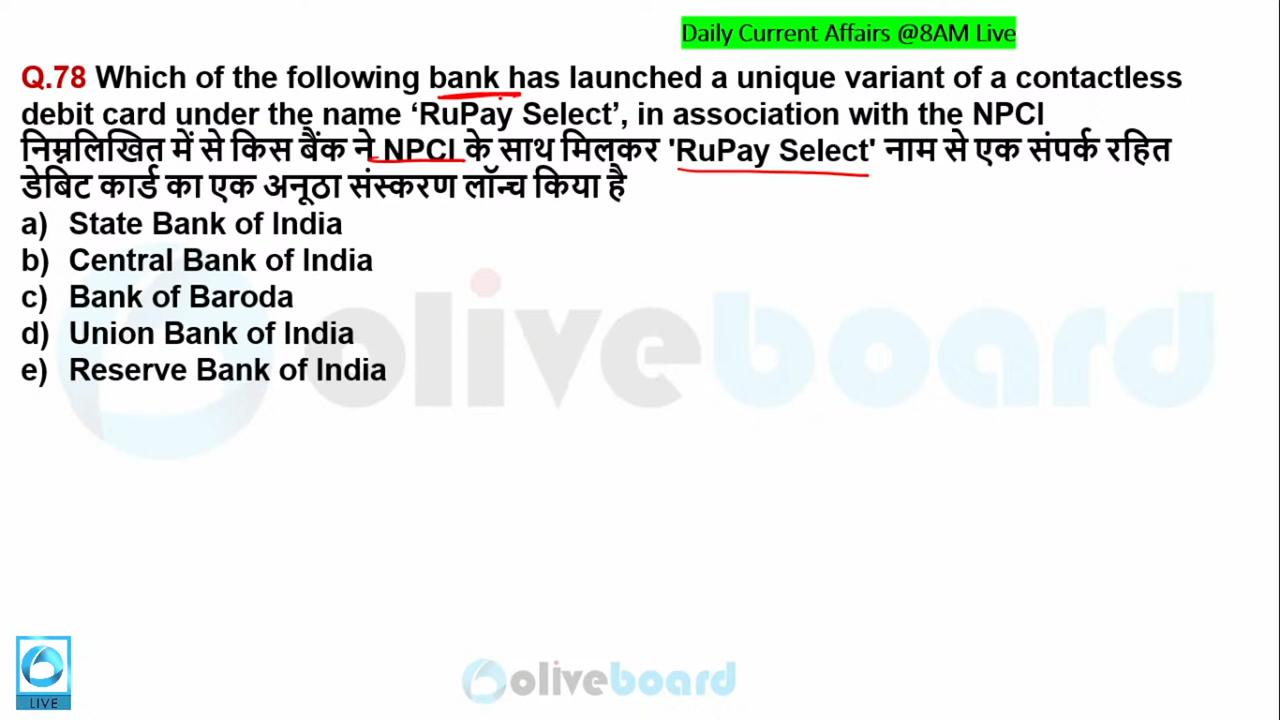 Daily Current Affairs @8AM Live
Q.78 Which of the following bank has launched a unique variant of a contactless
debit card under the name ‘RuPay Select’, in association with the NPCI
निम्नलिखित में से किस बैंक ने NPCI के साथ मिलकर 'RuPay Select' नाम से एक संपर्क रहित
डेबिट कार्ड का एक अनूठा संस्करण लॉन्च किया है
a) State Bank of India
b) Central Bank of India
c) Bank of Baroda
d) Union Bank of India
e) Reserve Bank of India
oliveboard
LIVE
oliveboard